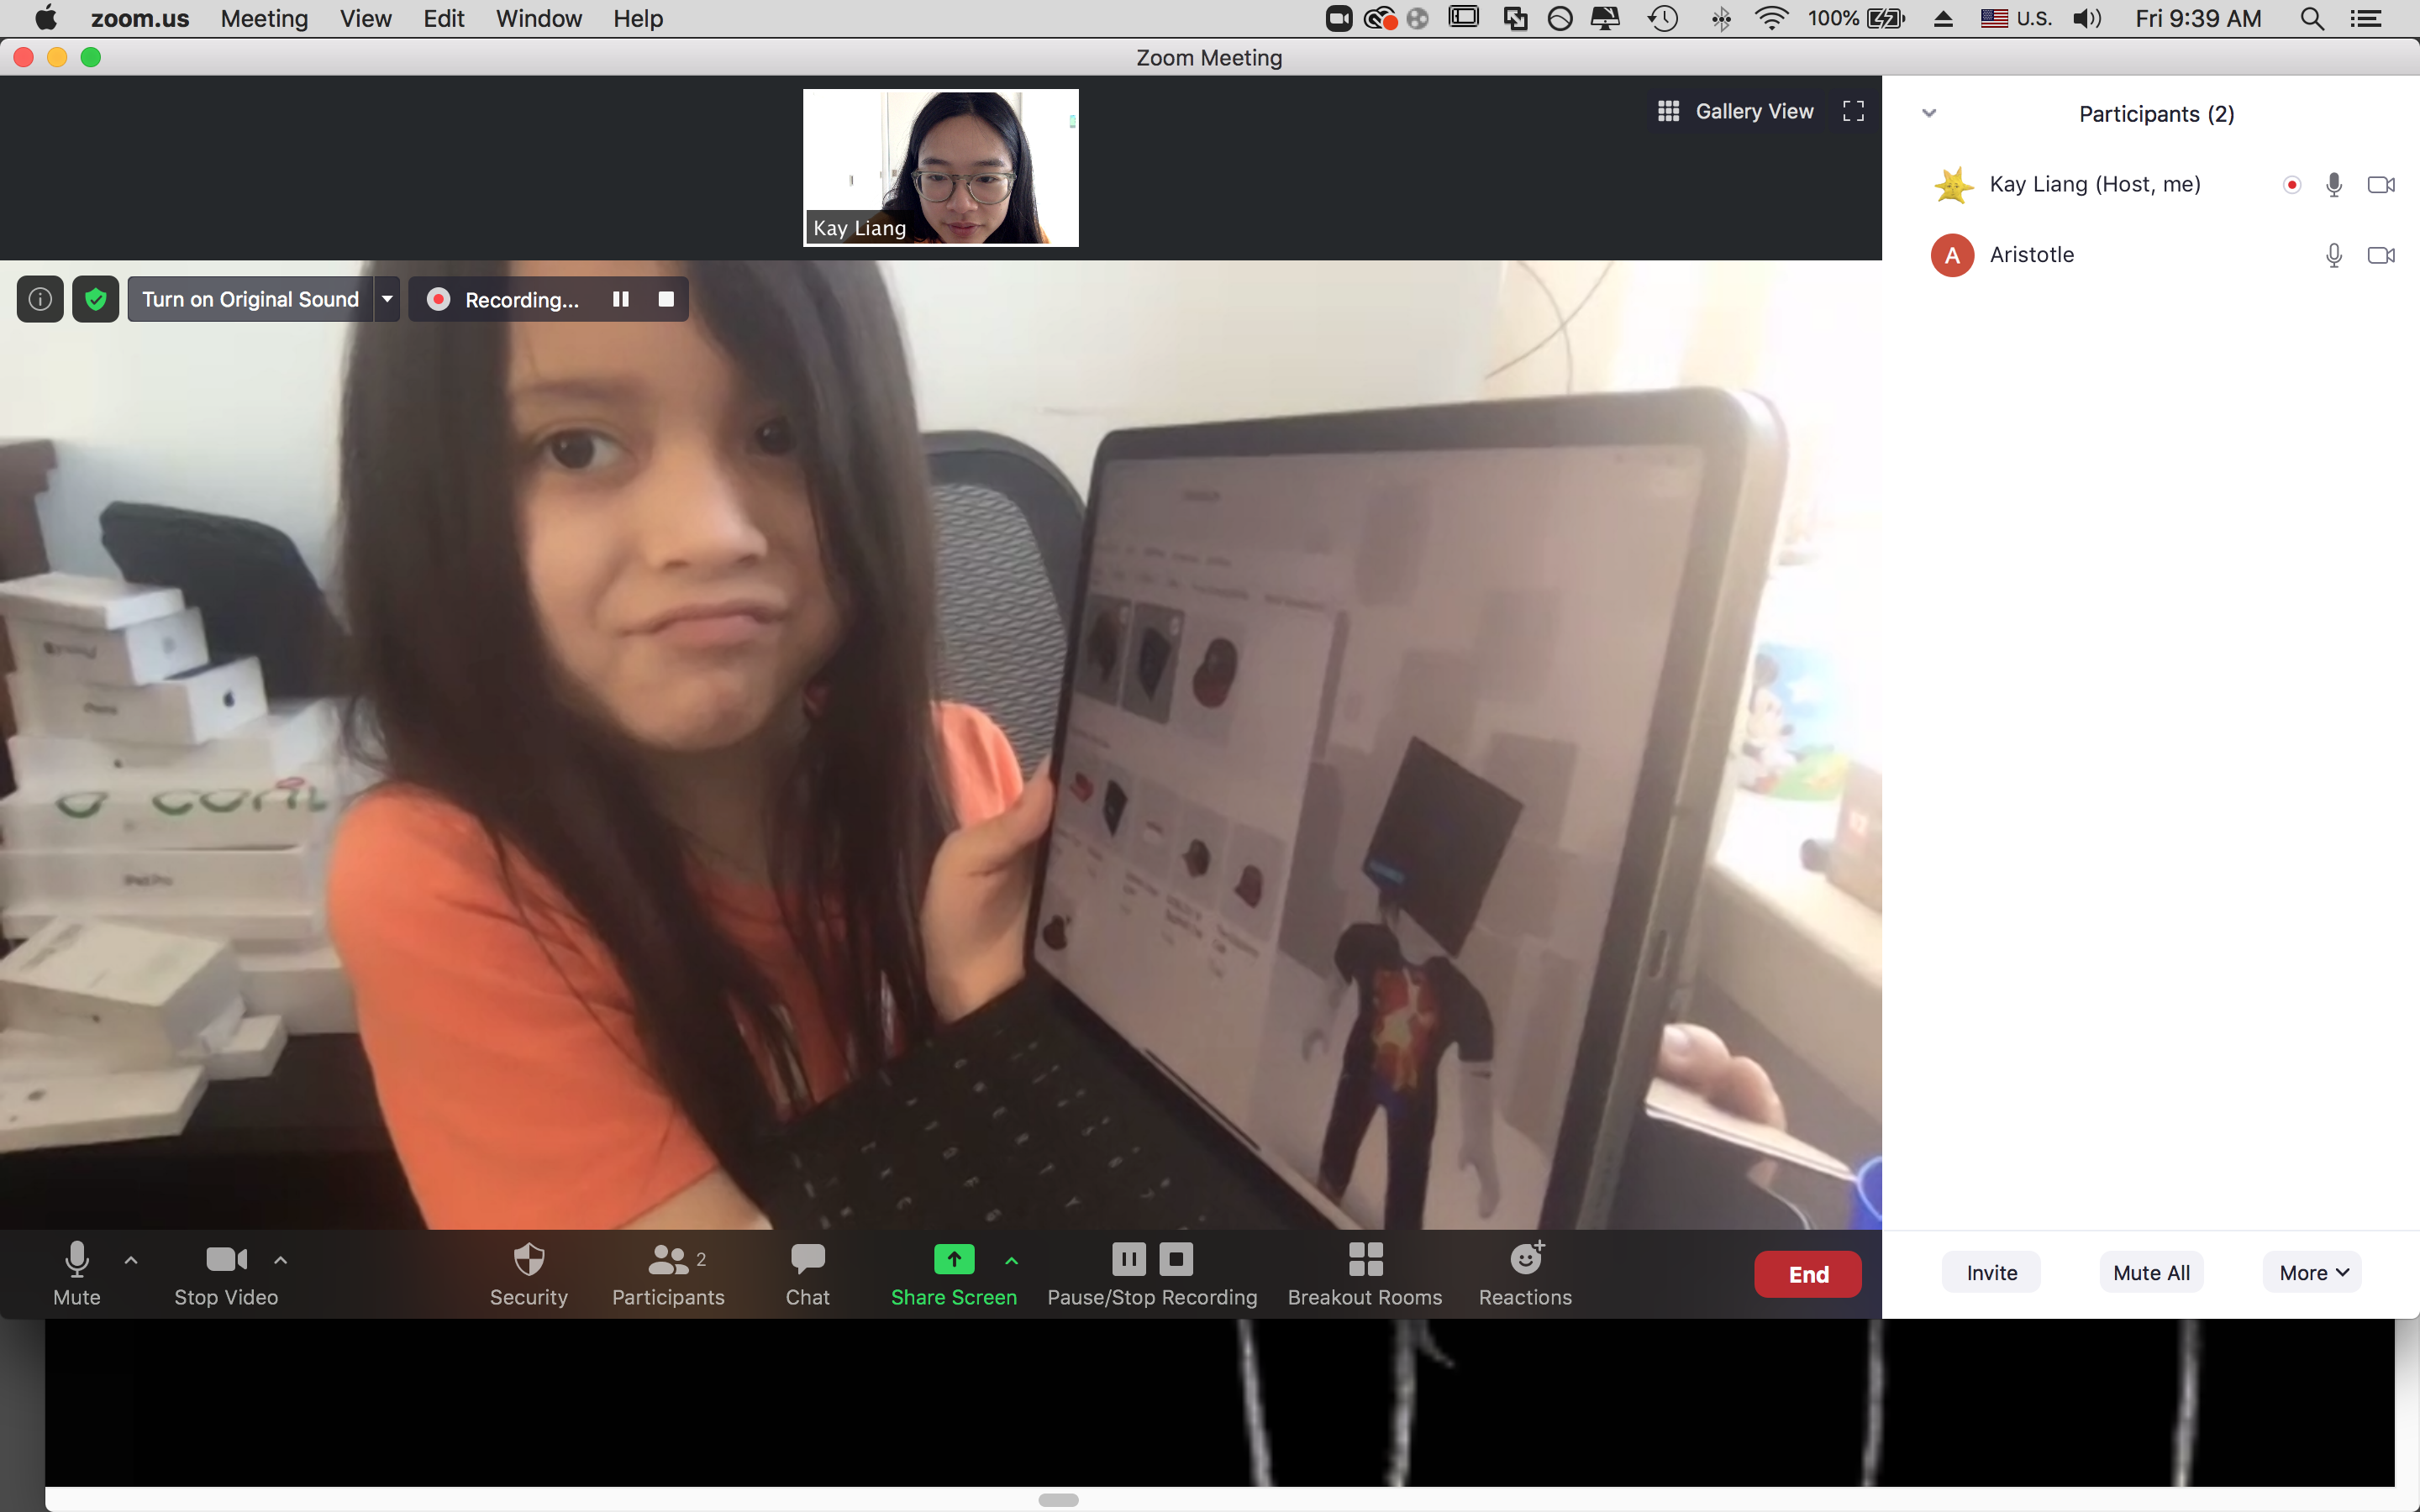 zoom.us Meeting View Edit Window Help 100% U.S. Fri 9:39 AM
Zoom Meeting
Gallery View
Kay Liang
Turn on Original Sound Recording...
iPad Pro
Mute Stop Video Security Participants 2 Chat Share Screen Pause/Stop Recording Breakout Rooms Reactions End
Participants (2)
Kay Liang (Host, me)
A Aristotle
Invite Mute All More